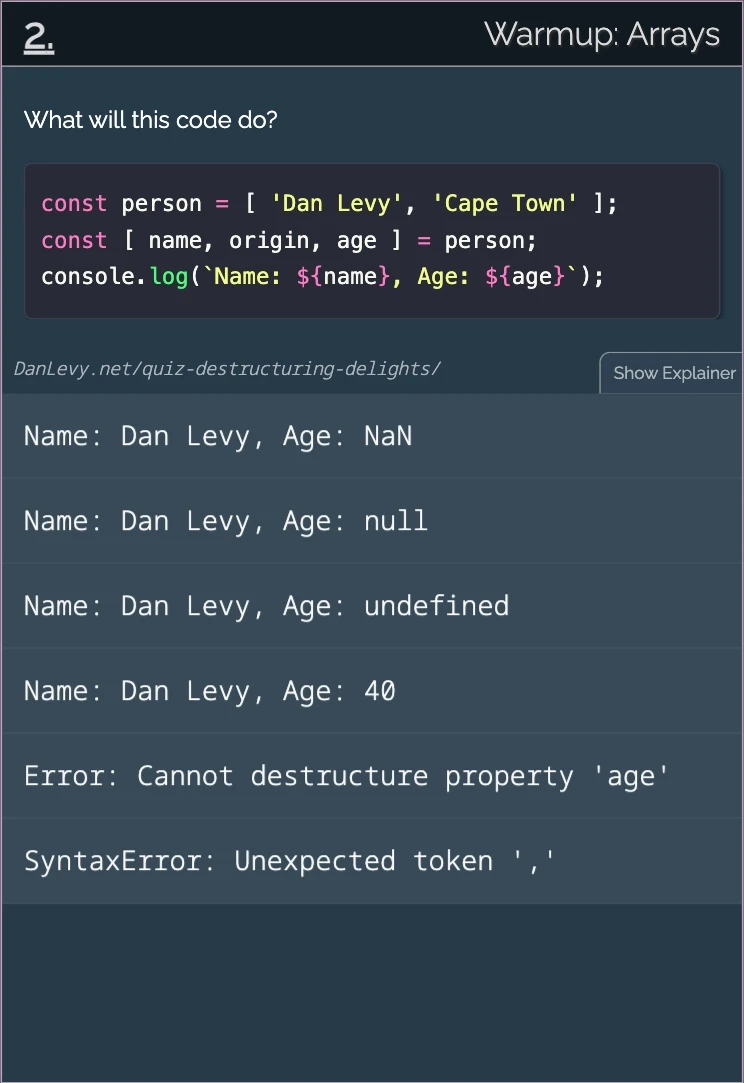 2.
Warmup: Arrays
What will this code do?
const person = [ 'Dan Levy', 'Cape Town' ];
const [ name, origin, age ] = person;
console.log(`Name: ${name}, Age: ${age}`);
DanLevy.net/quiz-destructuring-delights/
Show Explainer
Name: Dan Levy, Age: NaN
Name: Dan Levy, Age: null
Name: Dan Levy, Age: undefined
Name: Dan Levy, Age: 40
Error: Cannot destructure property 'age'
SyntaxError: Unexpected token ','